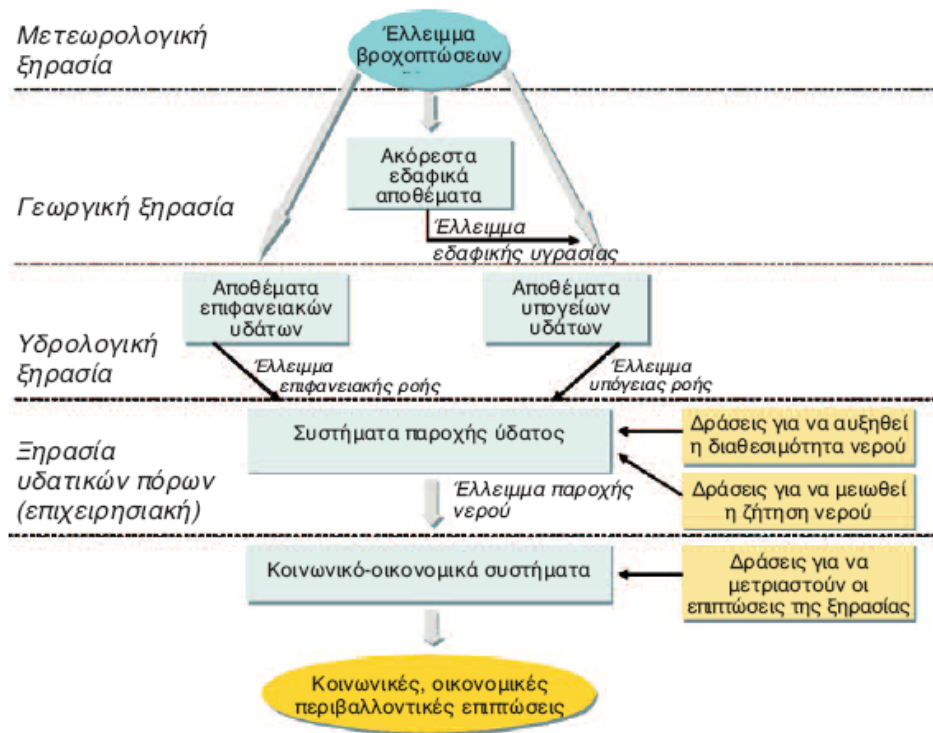 Μετεωρολογική
ξηρασία
Έλλειμμα
βροχοπτώσεων
Ακόρεστα
εδαφικά
αποθέματα
Γεωργική ξηρασία
Έλλειμμα
εδαφικής υγρασίας
Αποθέματα
επιφανειακών
υδάτων
Αποθέματα
υπογείων
υδάτων
Υδρολογική
ξηρασία
Έλλειμμα
επιφανειακής ροής
Έλλειμμα
υπόγειας ροής
Ξηρασία
υδατικών πόρων
(επιχειρησιακή)
Συστήματα παροχής ύδατος
Δράσεις για να αυξηθεί
η διαθεσιμότητα νερού
Έλλειμμα παροχής
νερού
Δράσεις για να μειωθεί
η ζήτηση νερού
Κοινωνικό-οικονομικά συστήματα
Δράσεις για να
μετριαστούν οι
επιπτώσεις της ξηρασίας
Κοινωνικές, οικονομικές
περιβαλλοντικές επιπτώσεις